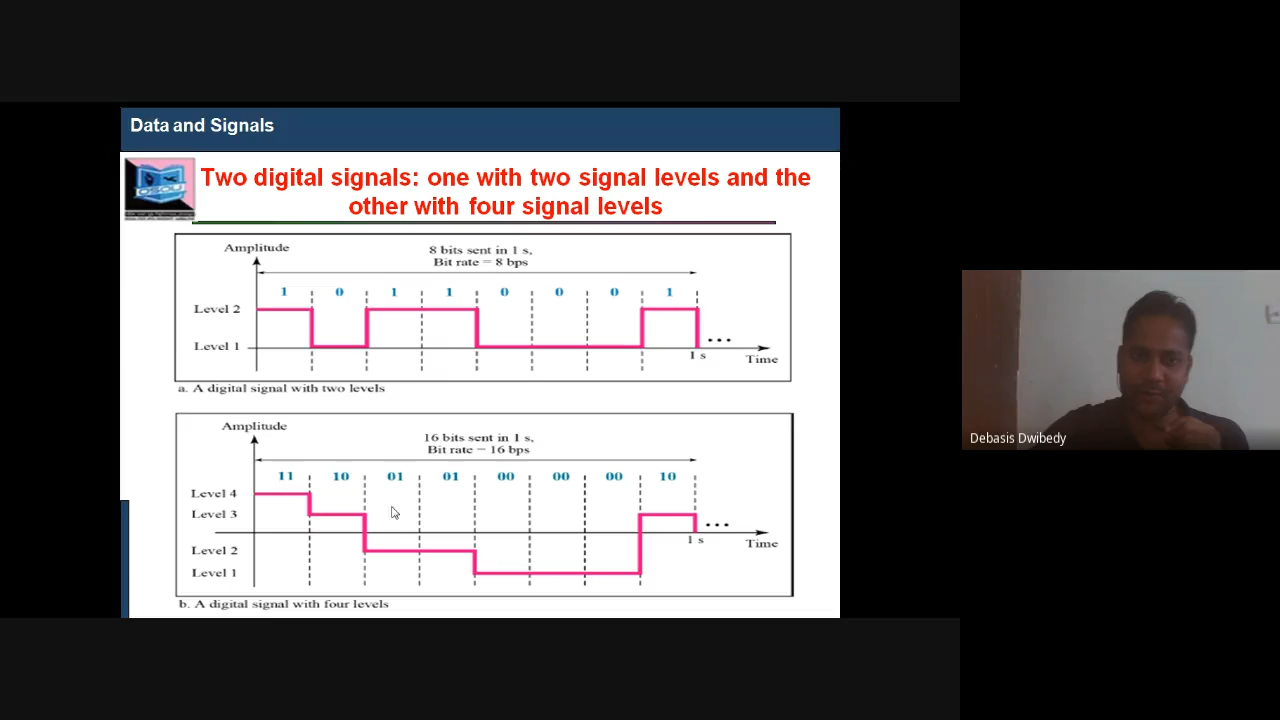 Data and Signals
Two digital signals: one with two signal levels and the
other with four signal levels
Amplitude
8 bits sent in 1 s,
Bit rate = 8 bps
1 0 1 1 0 0 0 1
Level 2
Level 1
1 s
Time
a. A digital signal with two levels
Amplitude
16 bits sent in 1 s,
Bit rate = 16 bps
11 10 01 01 00 00 00 10
Level 4
Level 3
Level 2
Level 1
1 s
Time
b. A digital signal with four levels
Debasis Dwibedy